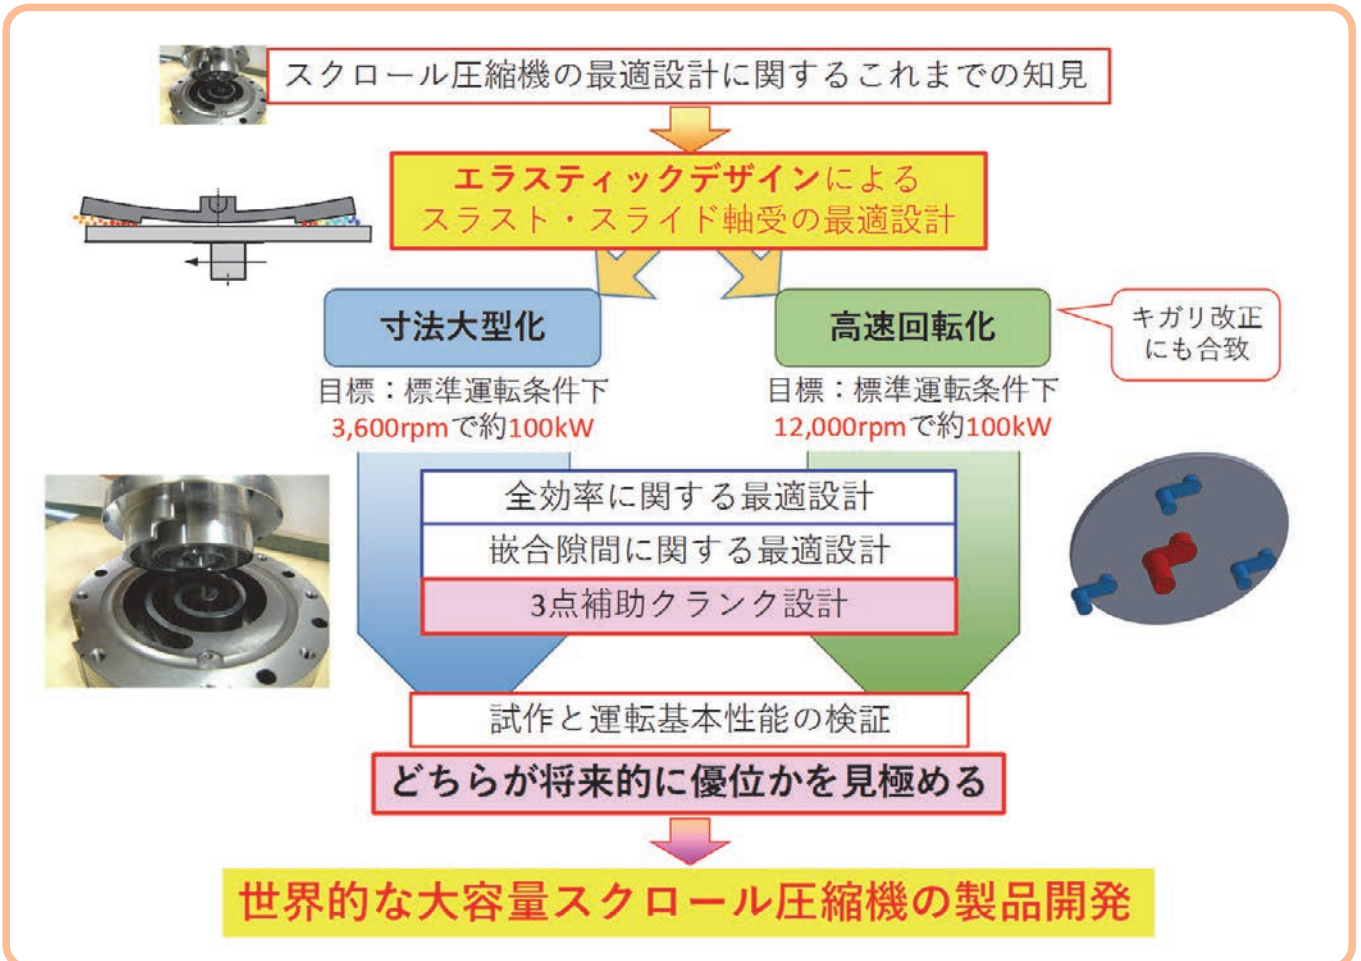 スクロール圧縮機の最適設計に関するこれまでの知見
エラスティックデザインによる
スラスト・スライド軸受の最適設計
寸法大型化
高速回転化
キガリ改正
にも合致
目標：標準運転条件下
3,600rpmで約100kW
目標：標準運転条件下
12,000rpmで約100kW
全効率に関する最適設計
嵌合隙間に関する最適設計
3点補助クランク設計
試作と運転基本性能の検証
どちらが将来的に優位かを見極める
世界的な大容量スクロール圧縮機の製品開発